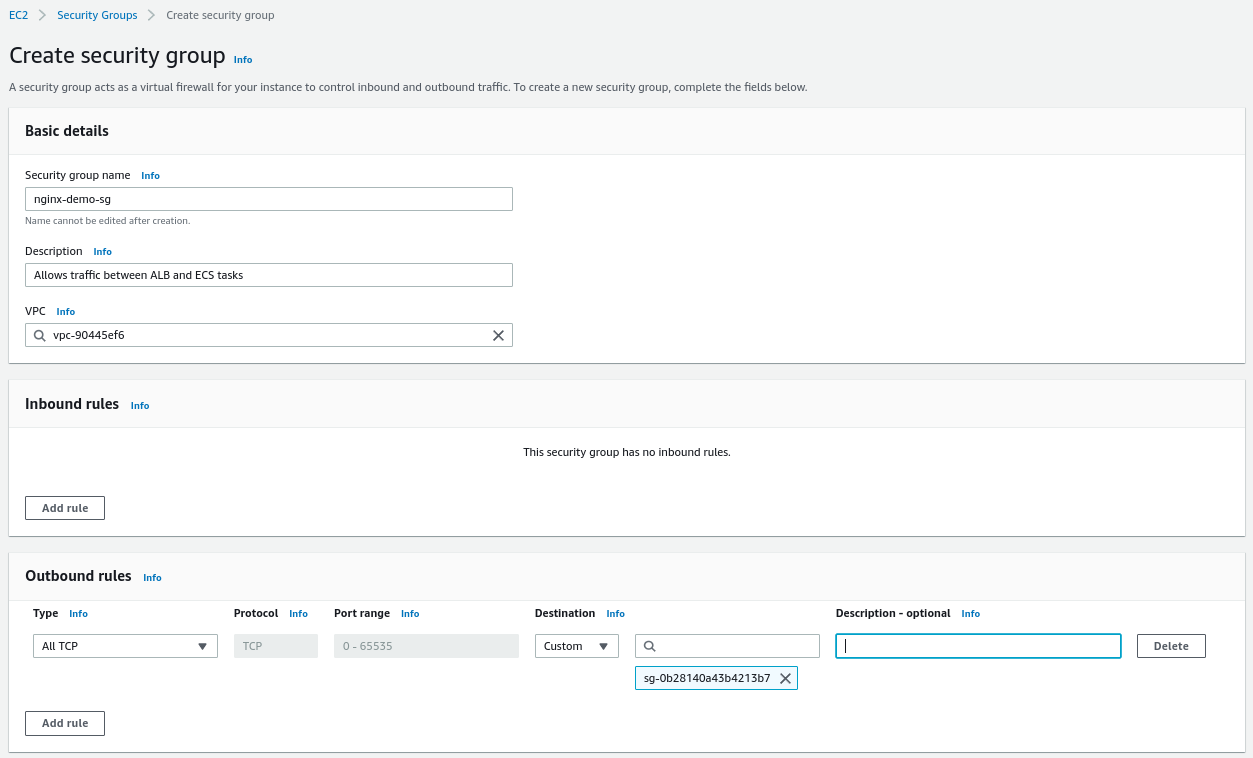 EC2 > Security Groups > Create security group
Create security group Info
A security group acts as a virtual firewall for your instance to control inbound and outbound traffic. To create a new security group, complete the fields below.
Basic details
Security group name Info
nginx-demo-sg
Name cannot be edited after creation.
Description Info
Allows traffic between ALB and ECS tasks
VPC Info
vpc-90445ef6
Inbound rules Info
This security group has no inbound rules.
Add rule
Outbound rules Info
Type Info Protocol Info Port range Info Destination Info Description - optional Info
All TCP TCP 0 - 65535 Custom Delete
sg-0b28140a43b4213b7
Add rule